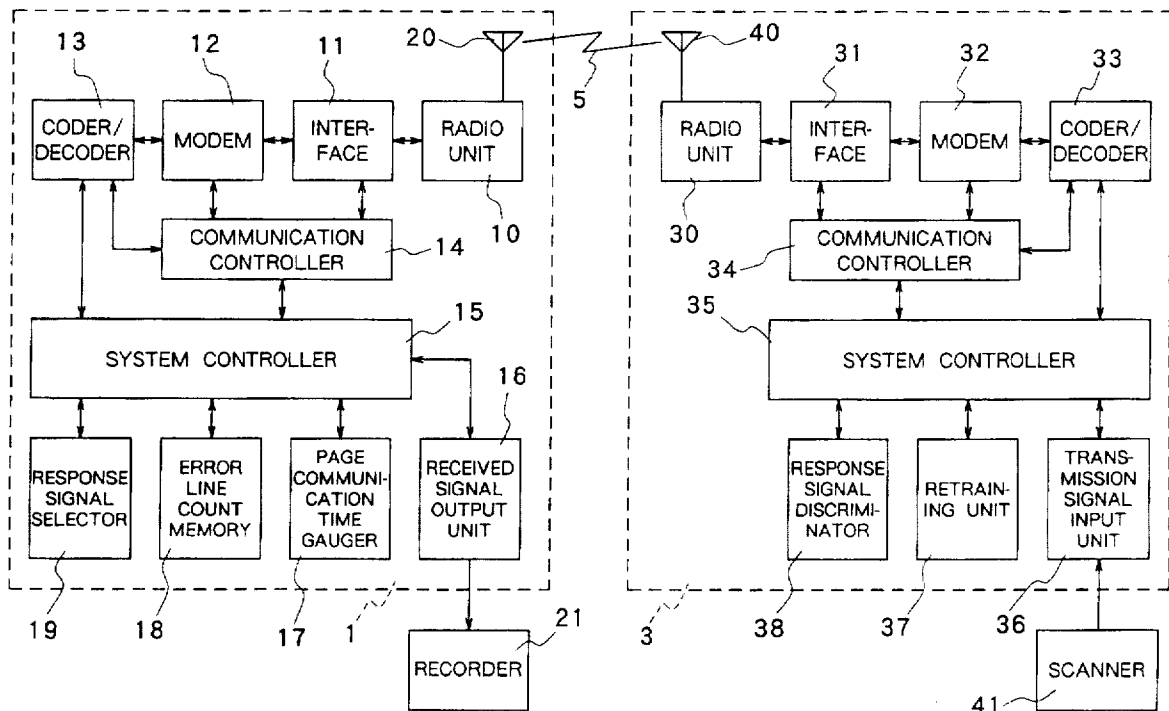 13
12
11
20
40
5
31
32
33
CODER/
DECODER
MODEM
INTER-
FACE
RADIO
UNIT
RADIO
UNIT
INTER-
FACE
MODEM
CODER/
DECODER
10
30
COMMUNICATION
CONTROLLER
14
34
COMMUNICATION
CONTROLLER
15
35
SYSTEM CONTROLLER
SYSTEM CONTROLLER
16
RESPONSE
SIGNAL
SELECTOR
ERROR
LINE
COUNT
MEMORY
PAGE
COMMUNI-
CATION
TIME
GAUGER
RECEIVED
SIGNAL
OUTPUT
UNIT
RESPONSE
SIGNAL
DISCRIMI-
NATOR
RETRAIN-
ING UNIT
TRANS-
MISSION
SIGNAL
INPUT
UNIT
19
18
17
1
21
3
38
37
36
RECORDER
SCANNER
41